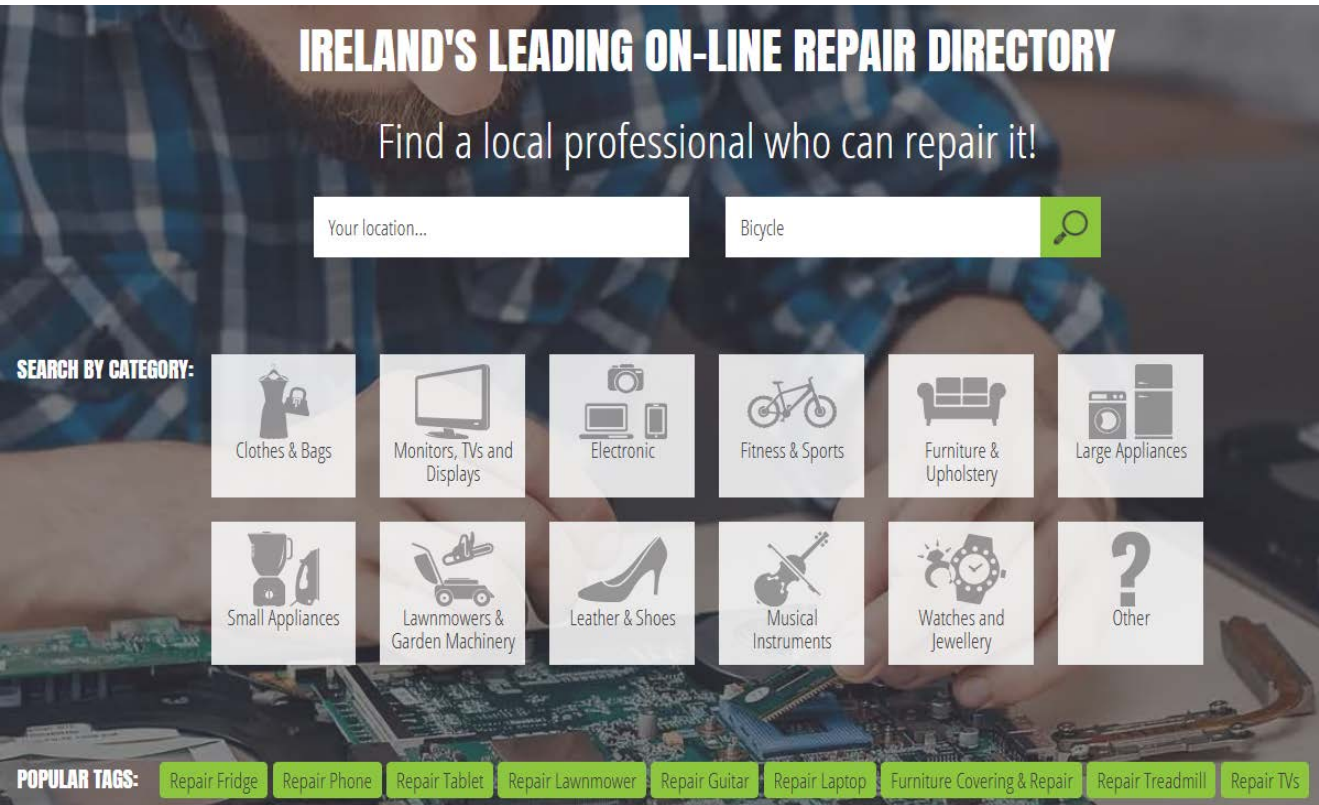 IRELAND'S LEADING ON-LINE REPAIR DIRECTORY
Find a local professional who can repair it!
Your location...
Bicycle
SEARCH BY CATEGORY:
Clothes & Bags
Monitors, TVs and
Displays
Electronic
Fitness & Sports
Furniture &
Upholstery
Large Appliances
Small Appliances
Lawnmowers &
Garden Machinery
Leather & Shoes
Musical
Instruments
Watches and
Jewellery
?
Other
POPULAR TAGS:
Repair Fridge
Repair Phone
Repair Tablet
Repair Lawnmower
Repair Guitar
Repair Laptop
Furniture Covering & Repair
Repair Treadmill
Repair TVs